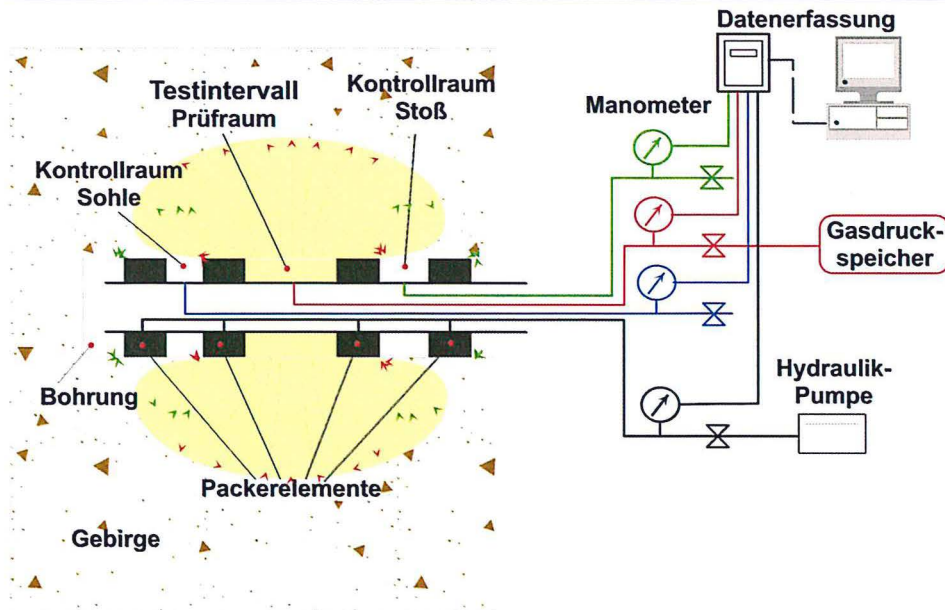 Datenerfassung
Testintervall
Prüfraum
Kontrollraum
Stoß
Manometer
Kontrollraum
Sohle
Gasdruck-
speicher
Bohrung
Hydraulik-
Pumpe
Packerelemente
Gebirge